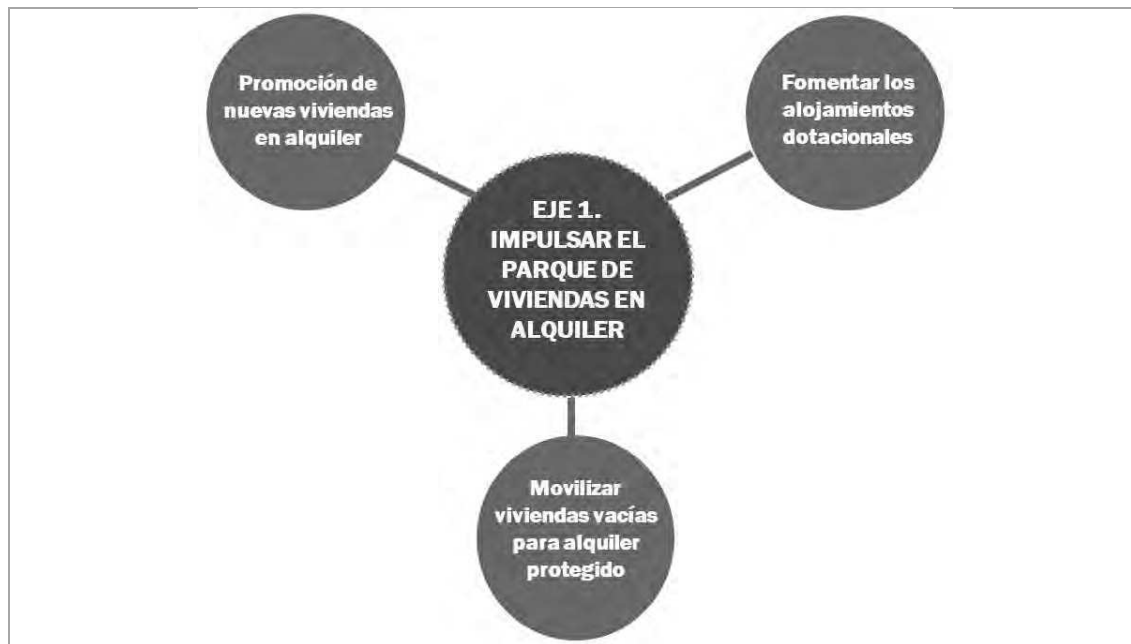 Promoción de
nuevas viviendas
en alquiler
Fomentar los
alojamientos
dotacionales
EJE 1.
IMPULSAR EL
PARQUE DE
VIVIENDAS EN
ALQUILER
Movilizar
viviendas vacías
para alquiler
protegido